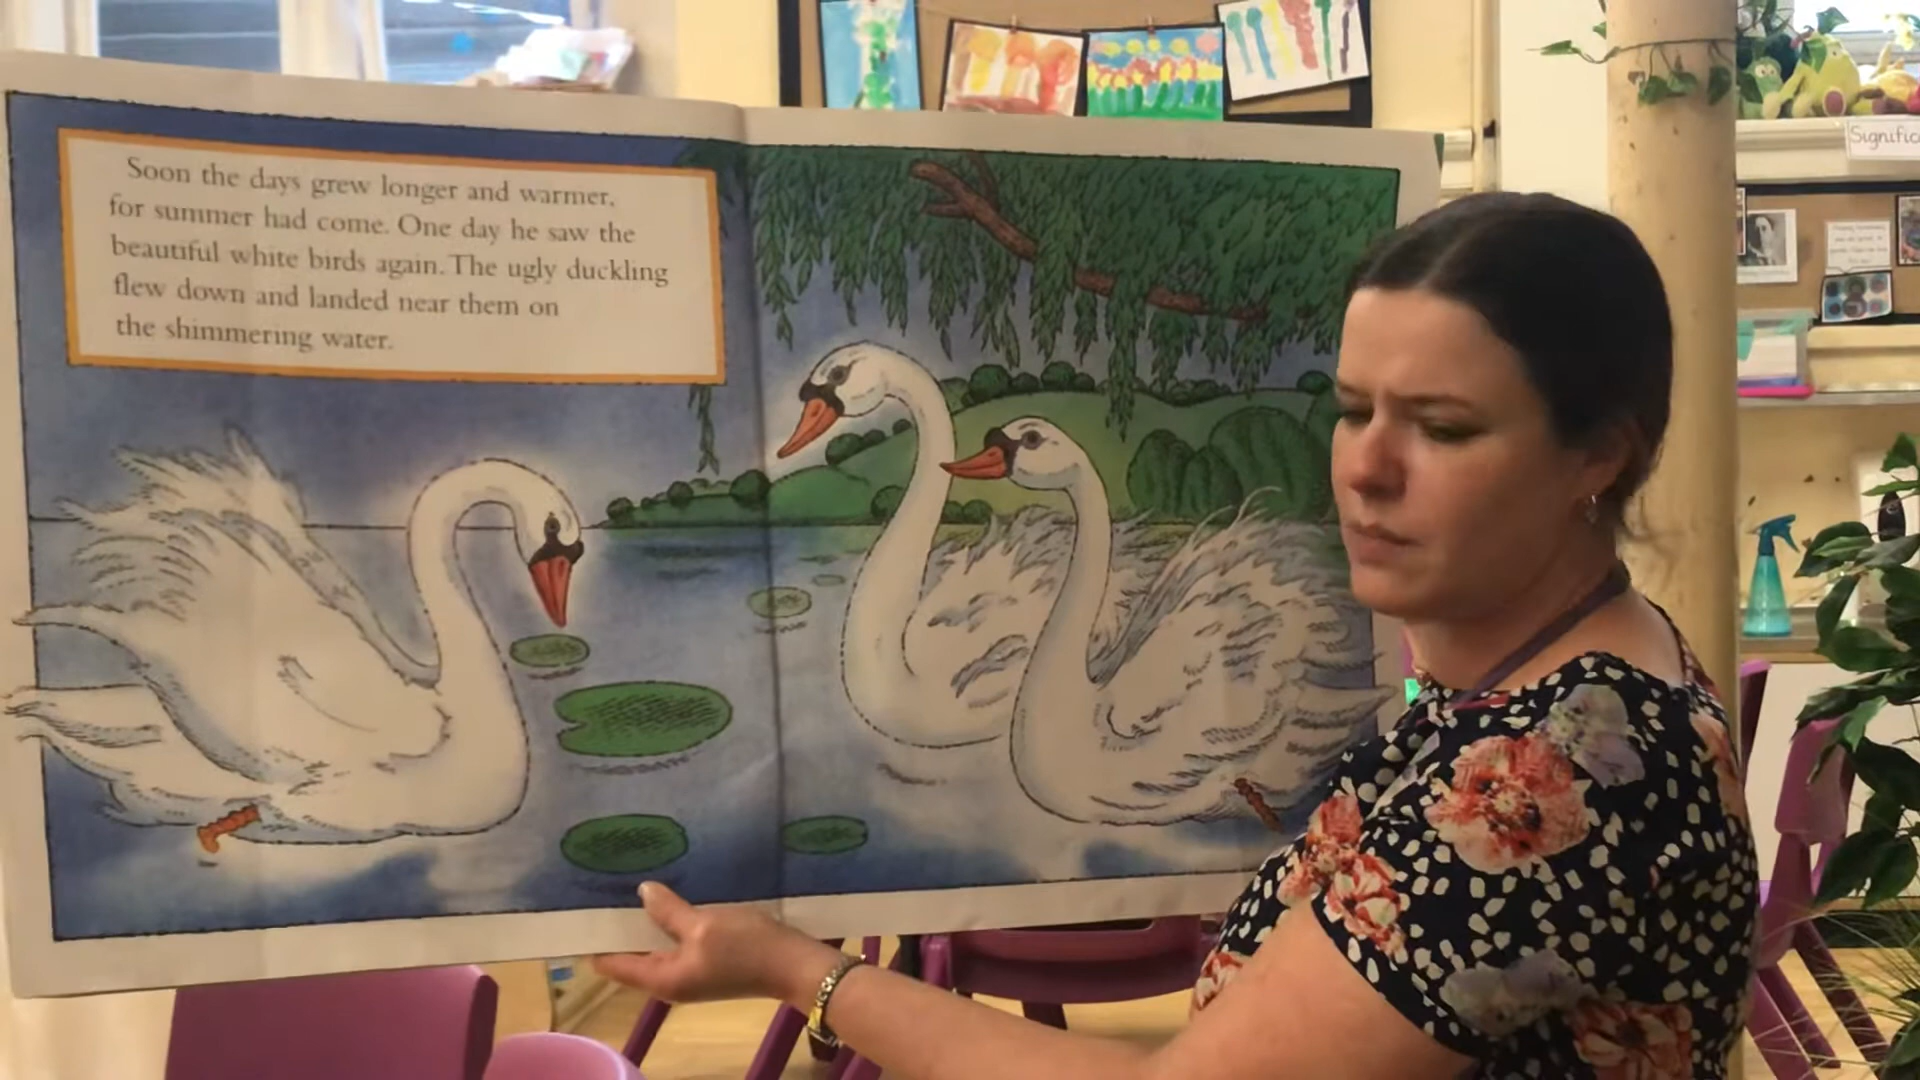 Soon the days grew longer and warmer,
for summer had come. One day he saw the
beautiful white birds again. The ugly duckling
flew down and landed near them on
the shimmering water.